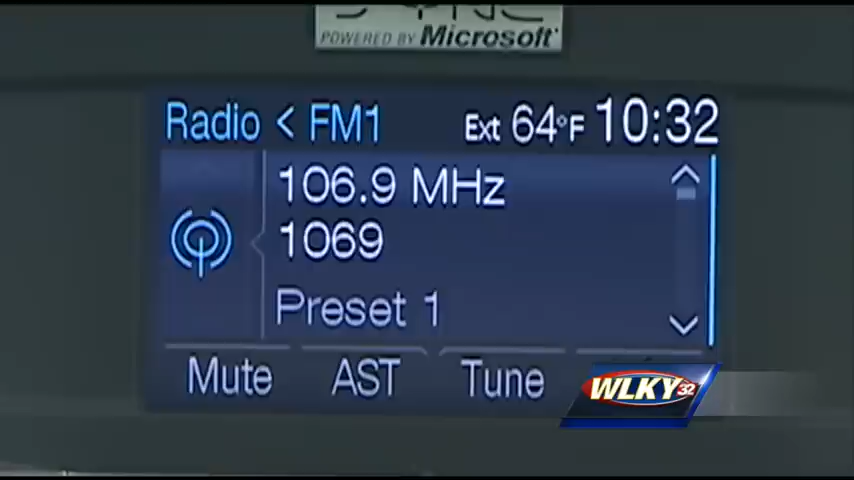 SYNC
POWERED BY Microsoft
Radio < FM1 Ext 64°F 10:32
106.9 MHz
1069
Preset 1
Mute AST Tune
WLKY 32